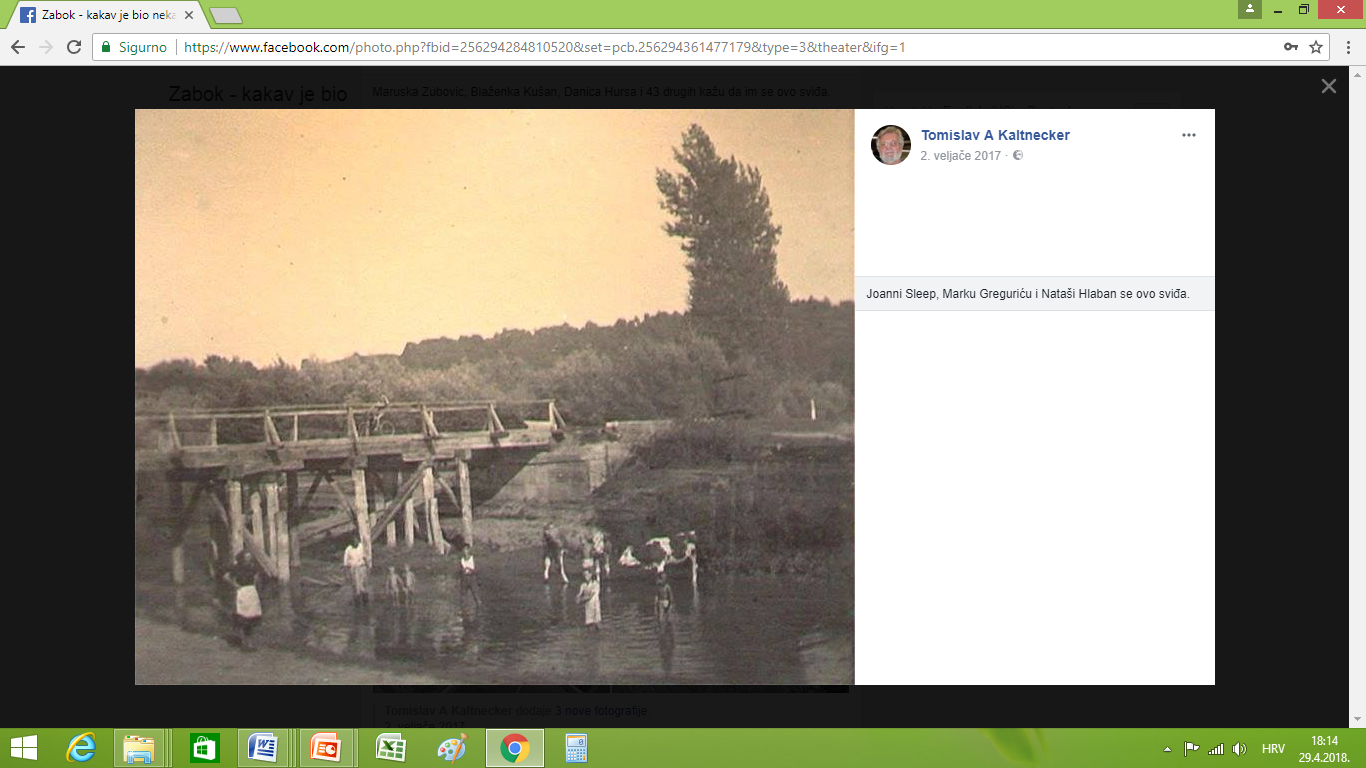 Zabok - kakav je bio neka
Sigurno
https://www.facebook.com/photo.php?fbid=256294284810520&set=pcb.256294361477179&type=3&theater&ifg=1
Zabok - kakav je bio
Maruska Zubovic, Blaženka Kušan, Danica Hursa i 43 drugih kažu da im se ovo sviđa.
Tomislav A Kaltnecker
2. veljače 2017 ·
Joanni Sleep, Marku Greguriću i Nataši Hlaban se ovo sviđa.
Tomislav A Kaltnecker dodaje 3 nove fotografije
2. veljače 2017
HRV
18:14
29.4.2018.